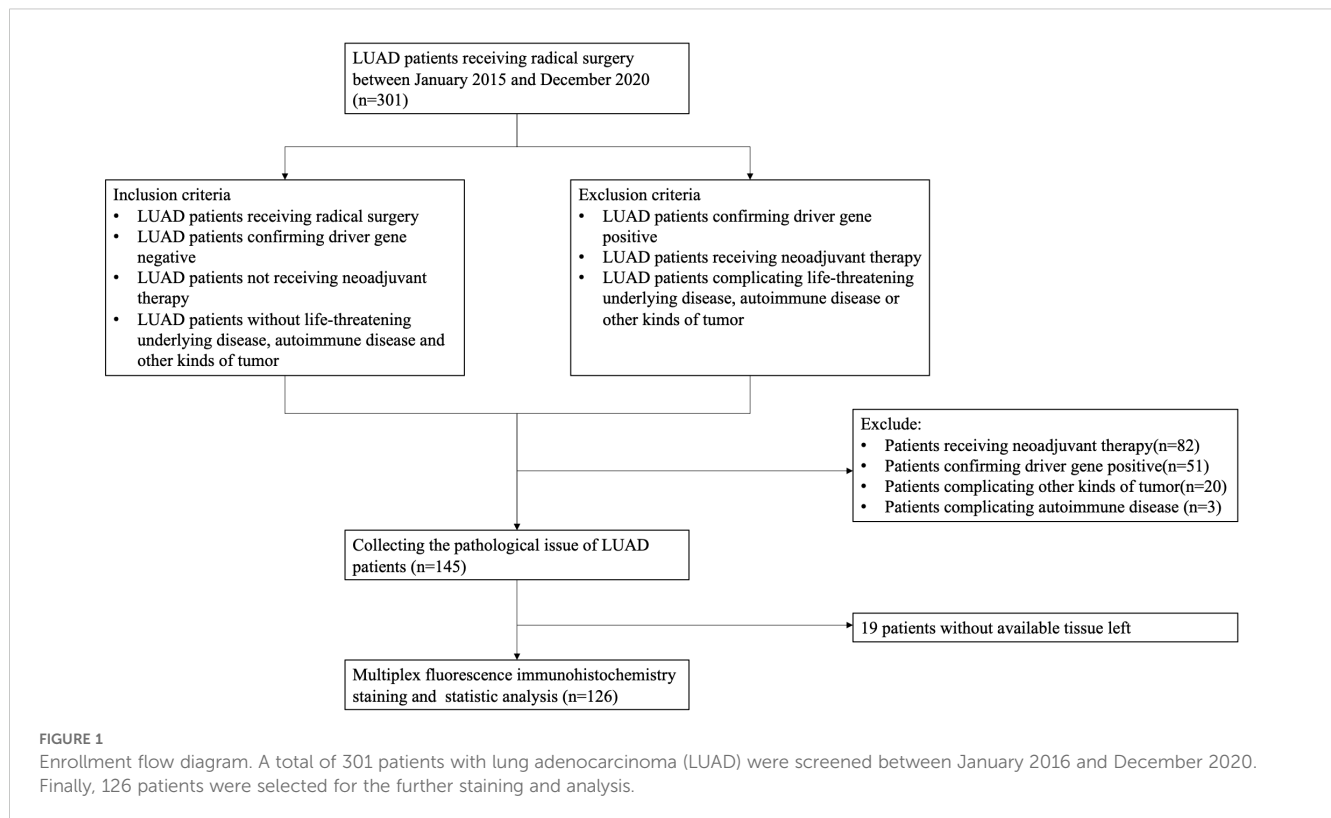 LUAD patients receiving radical surgery
between January 2015 and December 2020
(n=301)
Inclusion criteria
• LUAD patients receiving radical surgery
• LUAD patients confirming driver gene
negative
• LUAD patients not receiving neoadjuvant
therapy
• LUAD patients without life-threatening
underlying disease, autoimmune disease and
other kinds of tumor
Exclusion criteria
• LUAD patients confirming driver gene
positive
• LUAD patients receiving neoadjuvant therapy
• LUAD patients complicating life-threatening
underlying disease, autoimmune disease or
other kinds of tumor
Exclude:
• Patients receiving neoadjuvant therapy(n=82)
• Patients confirming driver gene positive(n=51)
• Patients complicating other kinds of tumor(n=20)
• Patients complicating autoimmune disease (n=3)
Collecting the pathological issue of LUAD
patients (n=145)
19 patients without available tissue left
Multiplex fluorescence immunohistochemistry
staining and statistic analysis (n=126)
FIGURE 1
Enrollment flow diagram. A total of 301 patients with lung adenocarcinoma (LUAD) were screened between January 2016 and December 2020.
Finally, 126 patients were selected for the further staining and analysis.